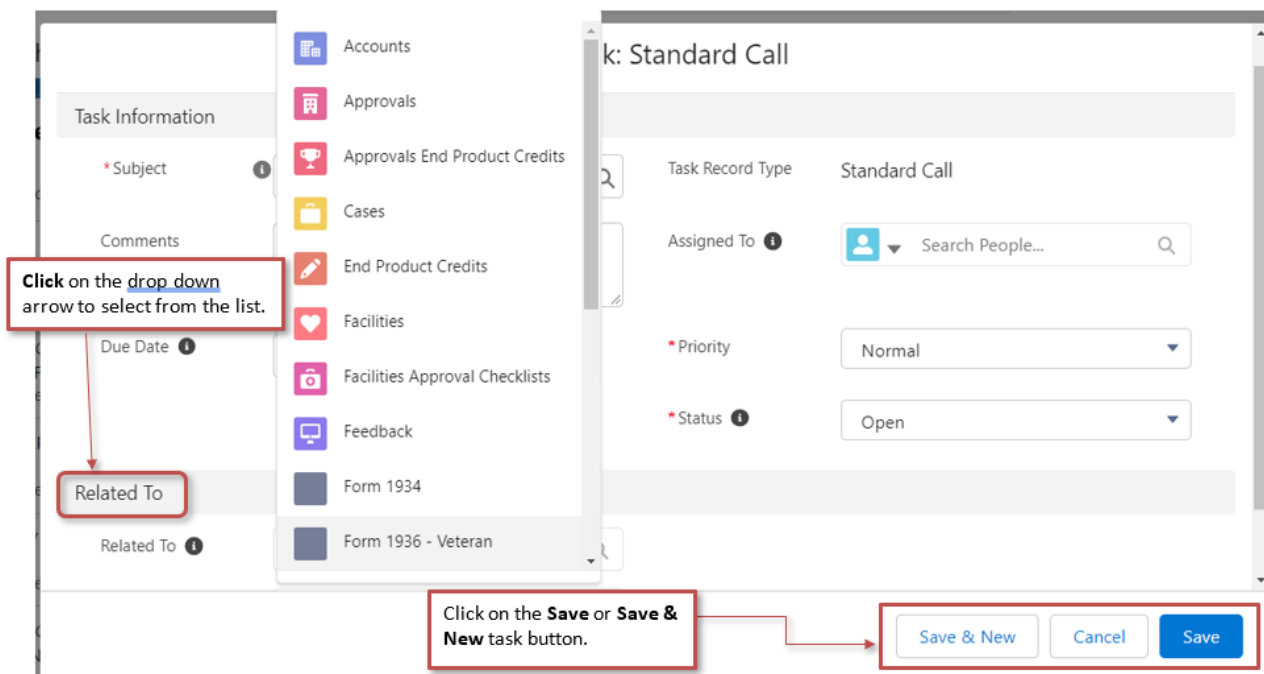 k: Standard Call
Task Information
*Subject
Task Record Type
Standard Call
Comments
Assigned To
Search People...
Click on the drop down
arrow to select from the list.
Due Date
*Priority
Normal
*Status
Open
Accounts
Approvals
Approvals End Product Credits
Cases
End Product Credits
Facilities
Facilities Approval Checklists
Feedback
Form 1934
Form 1936 - Veteran
Related To
Related To
Click on the Save or Save &
New task button.
Save & New
Cancel
Save